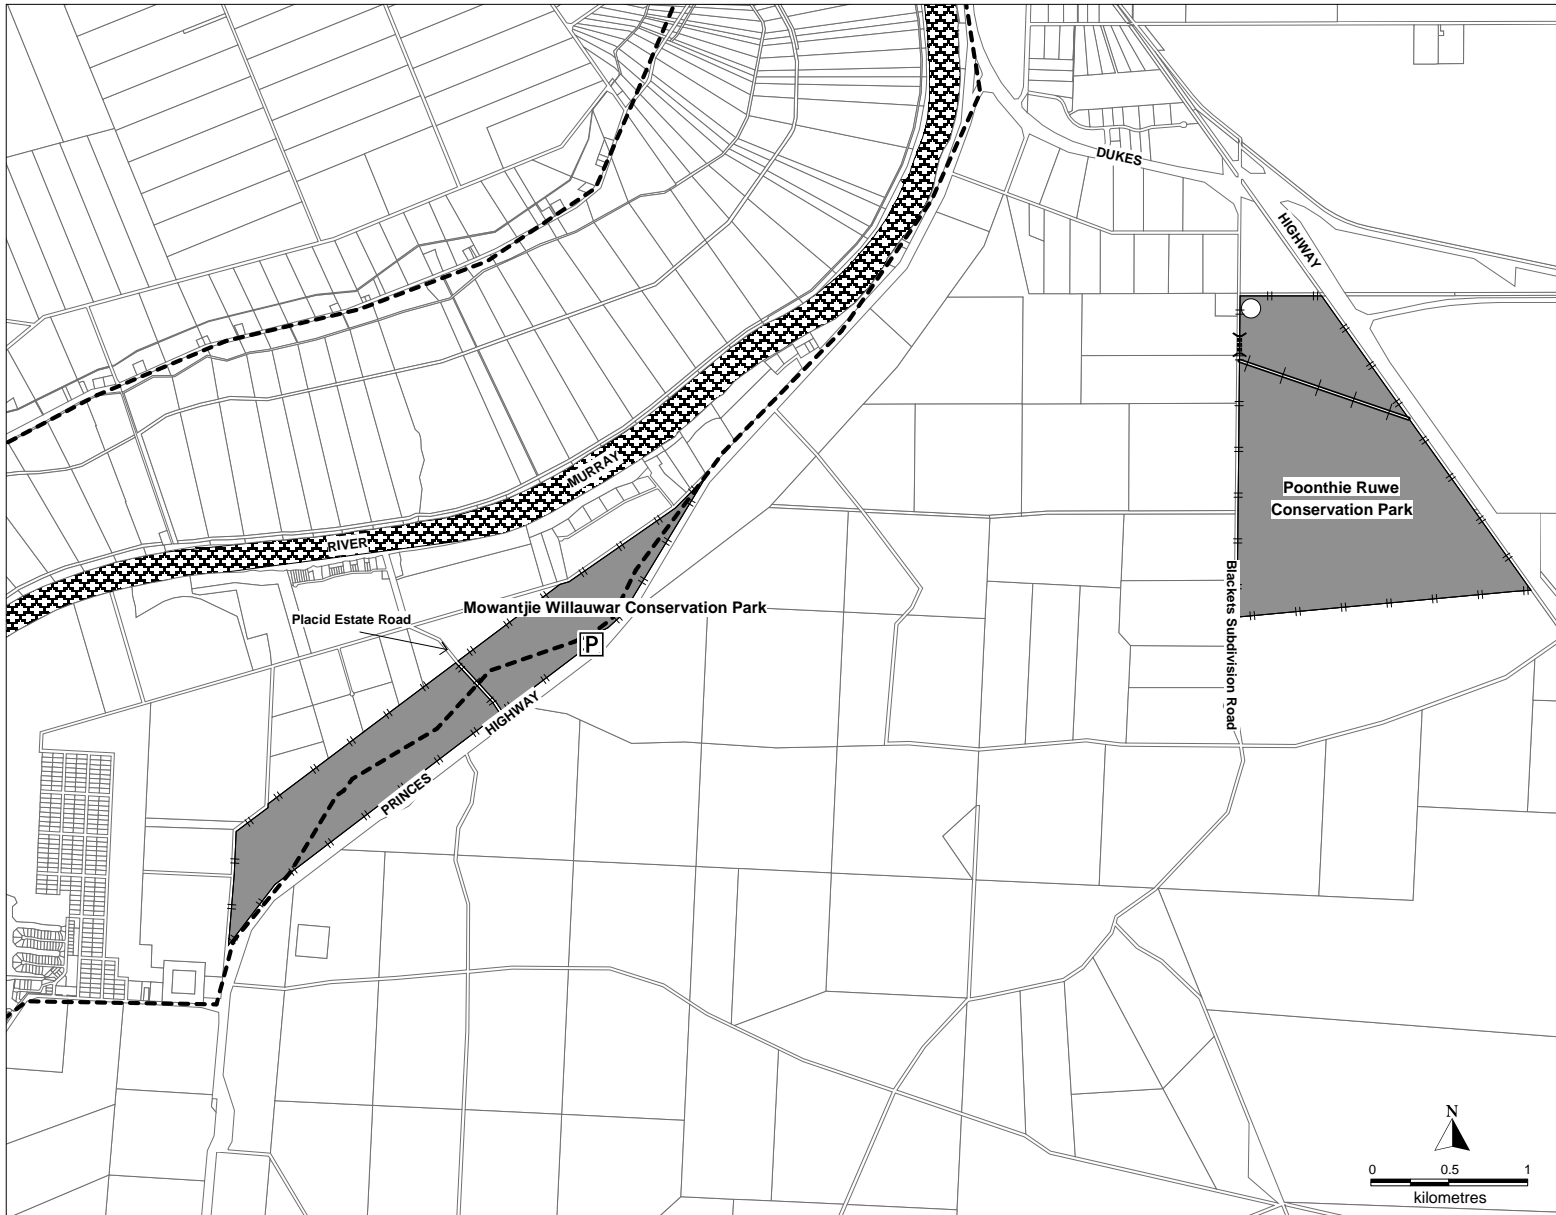 DUKES
HIGHWAY
MURRAY
RIVER
Poonthie Ruwe
Conservation Park
Mowantjie Willauwar Conservation Park
Placid Estate Road
P
HIGHWAY
PRINCES
Blackets Subdivision Road
N
0 0.5 1
kilometres